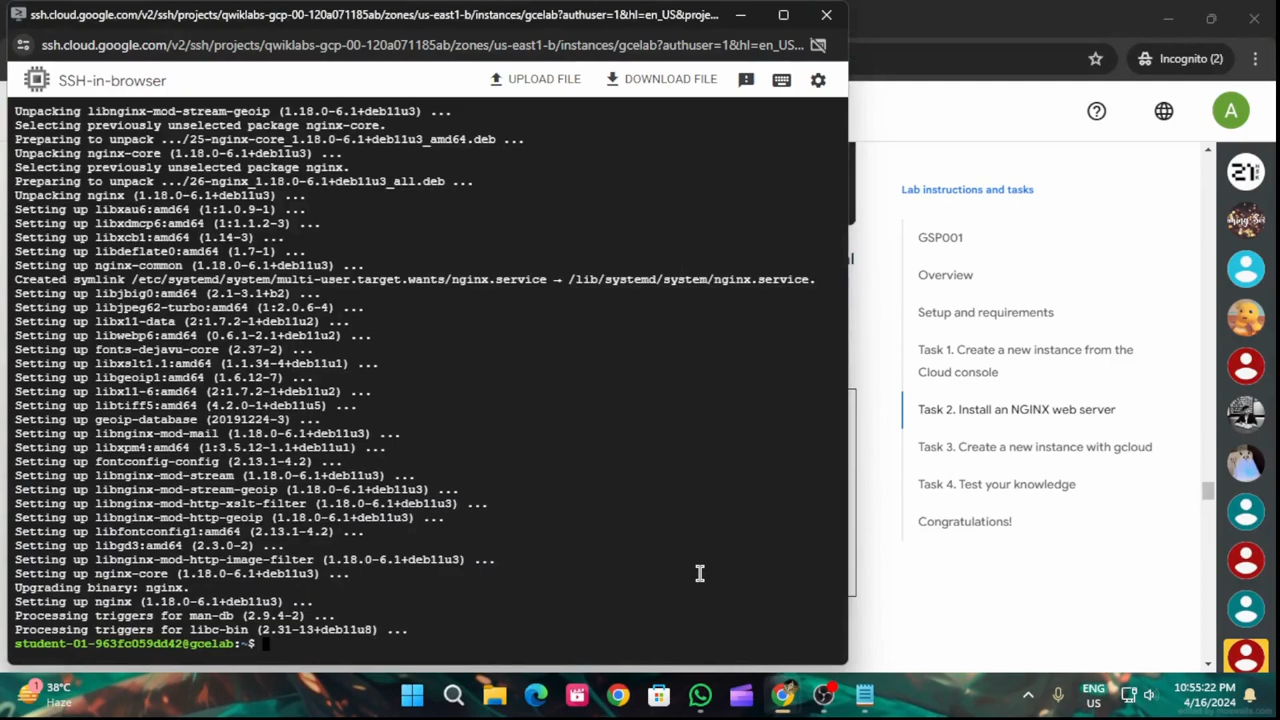 ssh.cloud.google.com/v2/ssh/projects/qwiklabs-gcp-00-120a071185ab/zones/us-east1-b/instances/gcelab?authuser=1&hl=en_US&proje...
ssh.cloud.google.com/v2/ssh/projects/qwiklabs-gcp-00-120a071185ab/zones/us-east1-b/instances/gcelab?authuser=1&hl=en_US...
Incognito (2)
SSH-in-browser
UPLOAD FILE
DOWNLOAD FILE
A
Unpacking libnginx-mod-stream-geoip (1.18.0-6.1+deb11u3) ...
Selecting previously unselected package nginx-core.
Preparing to unpack .../25-nginx-core_1.18.0-6.1+deb11u3_amd64.deb ...
Unpacking nginx-core (1.18.0-6.1+deb11u3) ...
Selecting previously unselected package nginx.
Preparing to unpack .../26-nginx_1.18.0-6.1+deb11u3_all.deb ...
Unpacking nginx (1.18.0-6.1+deb11u3) ...
Setting up libxau6:amd64 (1:1.0.9-1) ...
Setting up libxdmcp6:amd64 (1:1.1.2-3) ...
Setting up libxcb1:amd64 (1.14-3) ...
Setting up libdeflate0:amd64 (1.7-1) ...
Setting up nginx-common (1.18.0-6.1+deb11u3) ...
Created symlink /etc/systemd/system/multi-user.target.wants/nginx.service → /lib/systemd/system/nginx.service.
Setting up libjbig0:amd64 (2.1-3.1+b2) ...
Setting up libjpeg62-turbo:amd64 (1:2.0.6-4) ...
Setting up libx11-data (2:1.7.2-1+deb11u2) ...
Setting up libwebp6:amd64 (0.6.1-2.1+deb11u2) ...
Setting up fonts-dejavu-core (2.37-2) ...
Setting up libxslt1.1:amd64 (1.1.34-4+deb11u1) ...
Setting up libgeoip1:amd64 (1.6.12-7) ...
Setting up libx11-6:amd64 (2:1.7.2-1+deb11u2) ...
Setting up libtiff5:amd64 (4.2.0-1+deb11u5) ...
Setting up geoip-database (20191224-3) ...
Setting up libnginx-mod-mail (1.18.0-6.1+deb11u3) ...
Setting up libxpm4:amd64 (1:3.5.12-1.1+deb11u1) ...
Setting up fontconfig-config (2.13.1-4.2) ...
Setting up libnginx-mod-stream (1.18.0-6.1+deb11u3) ...
Setting up libnginx-mod-stream-geoip (1.18.0-6.1+deb11u3) ...
Setting up libnginx-mod-http-xslt-filter (1.18.0-6.1+deb11u3) ...
Setting up libnginx-mod-http-geoip (1.18.0-6.1+deb11u3) ...
Setting up libfontconfig1:amd64 (2.13.1-4.2) ...
Setting up libgd3:amd64 (2.3.0-2) ...
Setting up libnginx-mod-http-image-filter (1.18.0-6.1+deb11u3) ...
Setting up nginx-core (1.18.0-6.1+deb11u3) ...
Upgrading binary: nginx.
Setting up nginx (1.18.0-6.1+deb11u3) ...
Processing triggers for man-db (2.9.4-2) ...
Processing triggers for libc-bin (2.31-13+deb11u8) ...
student-01-963fc059dd42@gcelab:~$
Lab instructions and tasks
GSP001
Overview
Setup and requirements
Task 1. Create a new instance from the
Cloud console
Task 2. Install an NGINX web server
Task 3. Create a new instance with gcloud
Task 4. Test your knowledge
Congratulations!
21
38°C
Haze
ENG
US
10:55:22 PM
4/16/2024